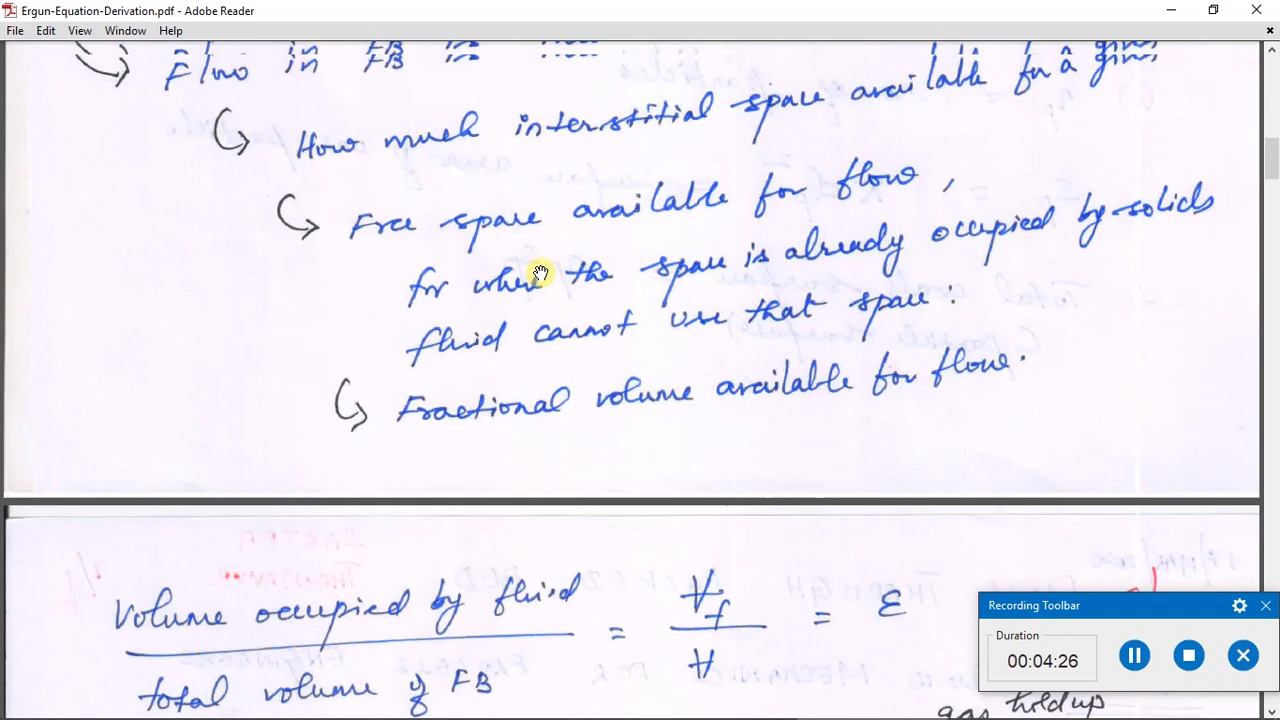 Ergun-Equation-Derivation.pdf - Adobe Reader
File Edit View Window Help
Flow in FB is
How much interstitial space available for a given
Free space available for flow,
for when the space is already occupied by solids
fluid cannot use that space:
Fractional volume available for flow.
Volume occupied by fluid
total volume of FB
= V_f / V = ε
gas holdup
Recording Toolbar
Duration
00:04:26